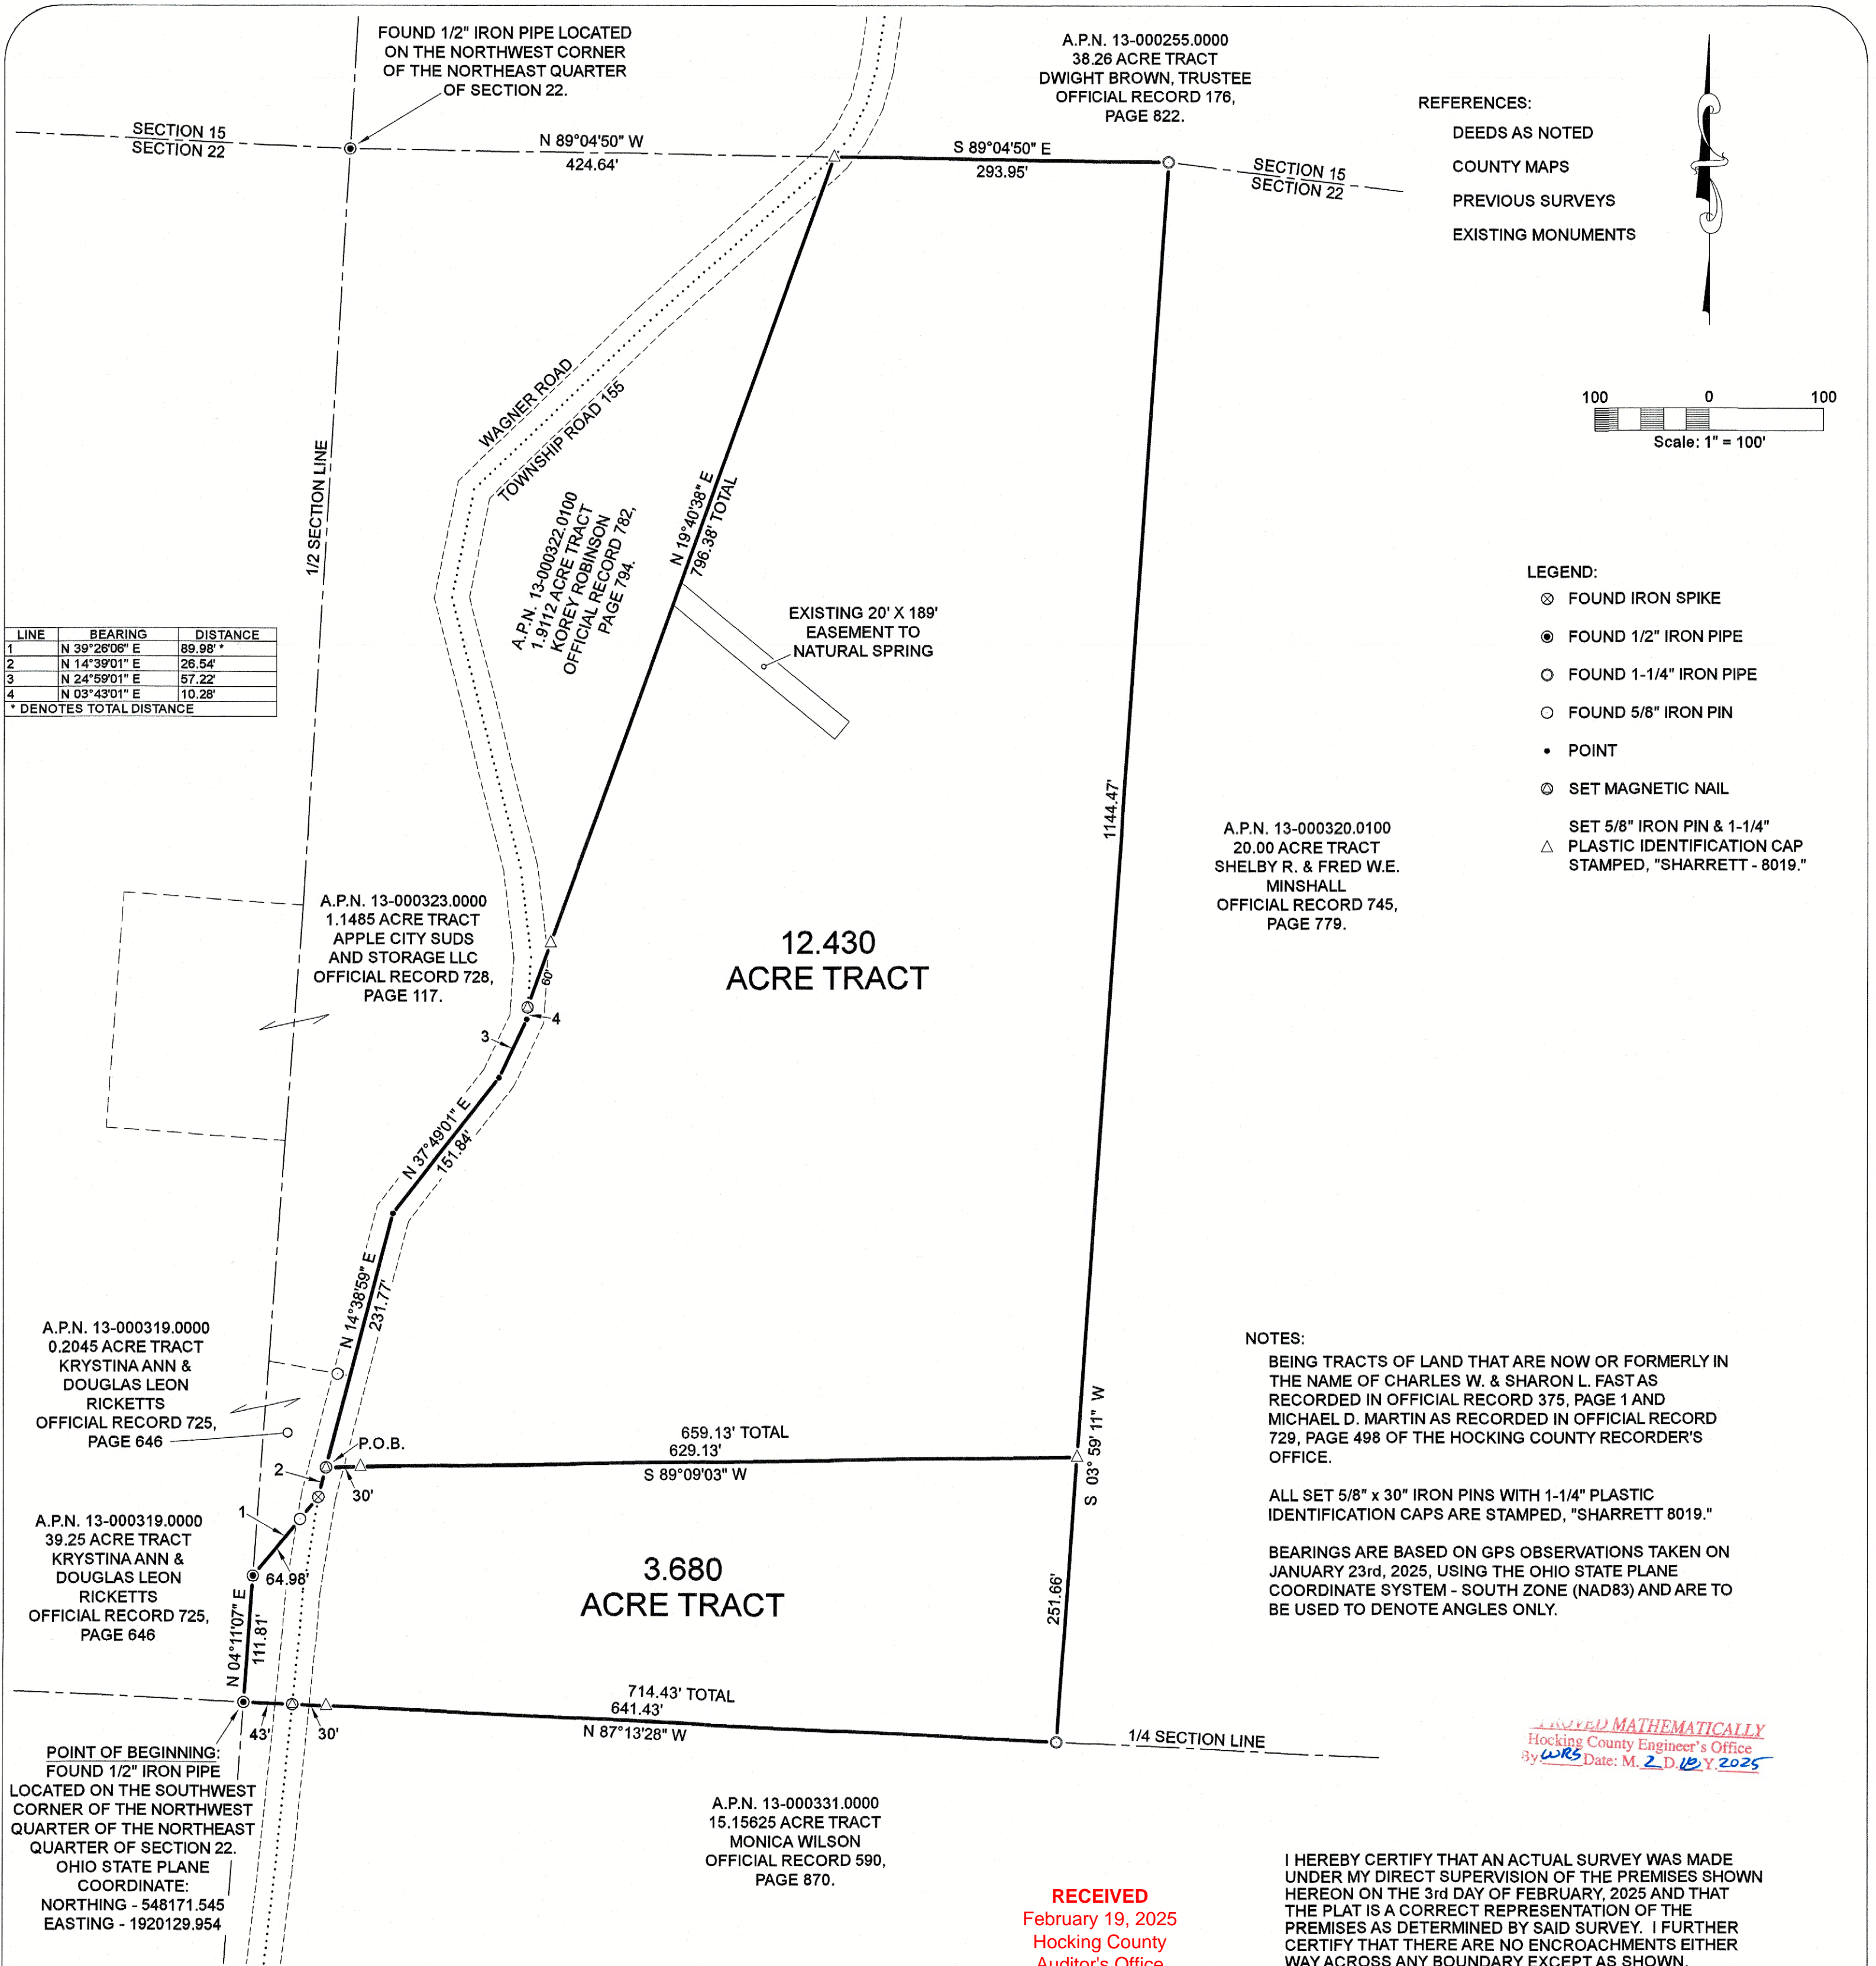 FOUND 1/2" IRON PIPE LOCATED
ON THE NORTHWEST CORNER
OF THE NORTHEAST QUARTER
OF SECTION 22.
A.P.N. 13-000255.0000
38.26 ACRE TRACT
DWIGHT BROWN, TRUSTEE
OFFICIAL RECORD 176,
PAGE 822.
REFERENCES:
DEEDS AS NOTED
COUNTY MAPS
PREVIOUS SURVEYS
EXISTING MONUMENTS
SECTION 15
SECTION 22
N 89°04'50" W
424.64'
S 89°04'50" E
293.95'
SECTION 15
SECTION 22
100 0 100
Scale: 1" = 100'
WAGNER ROAD
TOWNSHIP ROAD 155
1/2 SECTION LINE
N 19°40'38" E
796.38' TOTAL
A.P.N. 13-000322.0100
1.9112 ACRE TRACT
KOREY ROBINSON
OFFICIAL RECORD 782,
PAGE 794.
EXISTING 20' X 189'
EASEMENT TO
NATURAL SPRING
LEGEND:
FOUND IRON SPIKE
FOUND 1/2" IRON PIPE
FOUND 1-1/4" IRON PIPE
FOUND 5/8" IRON PIN
POINT
SET MAGNETIC NAIL
SET 5/8" IRON PIN & 1-1/4"
PLASTIC IDENTIFICATION CAP
STAMPED, "SHARRETT - 8019."
LINE BEARING DISTANCE
1 N 39°26'06" E 89.98' *
2 N 14°39'01" E 26.54'
3 N 24°59'01" E 57.22'
4 N 03°43'01" E 10.28'
* DENOTES TOTAL DISTANCE
1144.47'
A.P.N. 13-000320.0100
20.00 ACRE TRACT
SHELBY R. & FRED W.E.
MINSHALL
OFFICIAL RECORD 745,
PAGE 779.
A.P.N. 13-000323.0000
1.1485 ACRE TRACT
APPLE CITY SUDS
AND STORAGE LLC
OFFICIAL RECORD 728,
PAGE 117.
12.430
ACRE TRACT
60'
4
3
N 37°49'01" E
151.84'
N 14°38'59" E
231.77'
A.P.N. 13-000319.0000
0.2045 ACRE TRACT
KRYSTINA ANN &
DOUGLAS LEON
RICKETTS
OFFICIAL RECORD 725,
PAGE 646
P.O.B.
659.13' TOTAL
629.13'
S 89°09'03" W
30'
2
1
S 03° 59' 11" W
A.P.N. 13-000319.0000
39.25 ACRE TRACT
KRYSTINA ANN &
DOUGLAS LEON
RICKETTS
OFFICIAL RECORD 725,
PAGE 646
64.98'
N 04°11'07" E
111.81'
3.680
ACRE TRACT
251.66'
NOTES:
BEING TRACTS OF LAND THAT ARE NOW OR FORMERLY IN
THE NAME OF CHARLES W. & SHARON L. FAST AS
RECORDED IN OFFICIAL RECORD 375, PAGE 1 AND
MICHAEL D. MARTIN AS RECORDED IN OFFICIAL RECORD
729, PAGE 498 OF THE HOCKING COUNTY RECORDER'S
OFFICE.
ALL SET 5/8" x 30" IRON PINS WITH 1-1/4" PLASTIC
IDENTIFICATION CAPS ARE STAMPED, "SHARRETT 8019."
BEARINGS ARE BASED ON GPS OBSERVATIONS TAKEN ON
JANUARY 23rd, 2025, USING THE OHIO STATE PLANE
COORDINATE SYSTEM - SOUTH ZONE (NAD83) AND ARE TO
BE USED TO DENOTE ANGLES ONLY.
714.43' TOTAL
641.43'
N 87°13'28" W
43'
30'
1/4 SECTION LINE
POINT OF BEGINNING:
FOUND 1/2" IRON PIPE
LOCATED ON THE SOUTHWEST
CORNER OF THE NORTHWEST
QUARTER OF THE NORTHEAST
QUARTER OF SECTION 22.
OHIO STATE PLANE
COORDINATE:
NORTHING - 548171.545
EASTING - 1920129.954
A.P.N. 13-000331.0000
15.15625 ACRE TRACT
MONICA WILSON
OFFICIAL RECORD 590,
PAGE 870.
MATHEMATICALLY
Hocking County Engineer's Office
By: WRS Date: M. 2 D. Y. 2025
RECEIVED
February 19, 2025
Hocking County
Auditor's Office
I HEREBY CERTIFY THAT AN ACTUAL SURVEY WAS MADE
UNDER MY DIRECT SUPERVISION OF THE PREMISES SHOWN
HEREON ON THE 3rd DAY OF FEBRUARY, 2025 AND THAT
THE PLAT IS A CORRECT REPRESENTATION OF THE
PREMISES AS DETERMINED BY SAID SURVEY. I FURTHER
CERTIFY THAT THERE ARE NO ENCROACHMENTS EITHER
WAY ACROSS ANY BOUNDARY EXCEPT AS SHOWN.